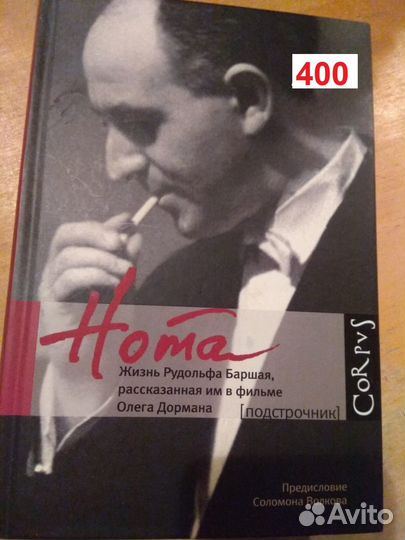 400
Нота
Жизнь Рудольфа Баршая,
рассказанная им в фильме
Олега Дормана [подстрочник]
CORPVS
Предисловие
Соломона Волкова
Avito